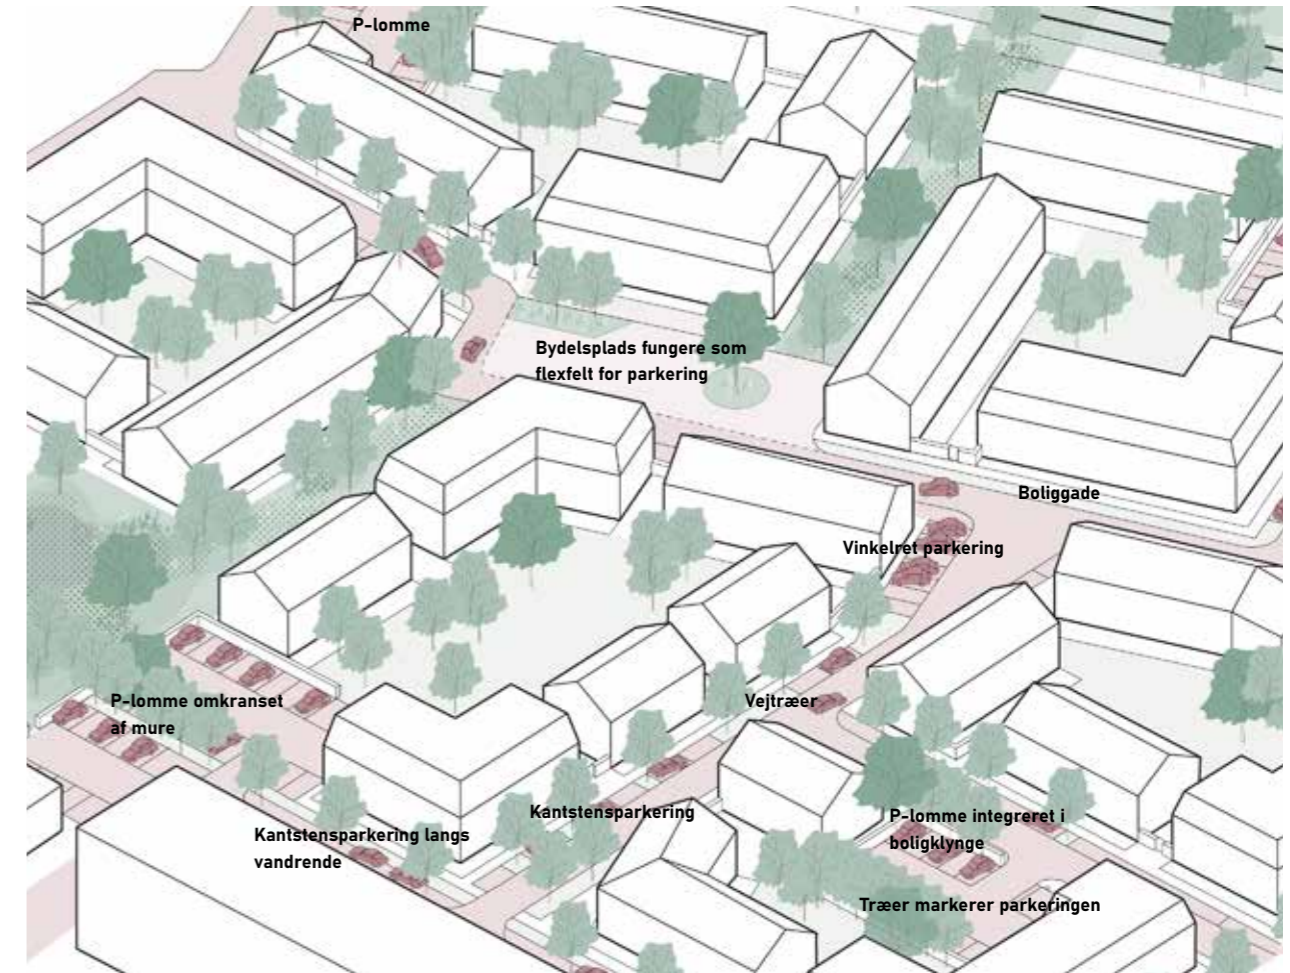 P-lomme
Bydelsplads fungere som
flexfelt for parkering
Boliggade
Vinkelret parkering
P-lomme omkranset
af mure
Vejtræer
Kantstensparkering
Kantstensparkering langs
vandrende
P-lomme integreret i
boligklynge
Træer markerer parkeringen